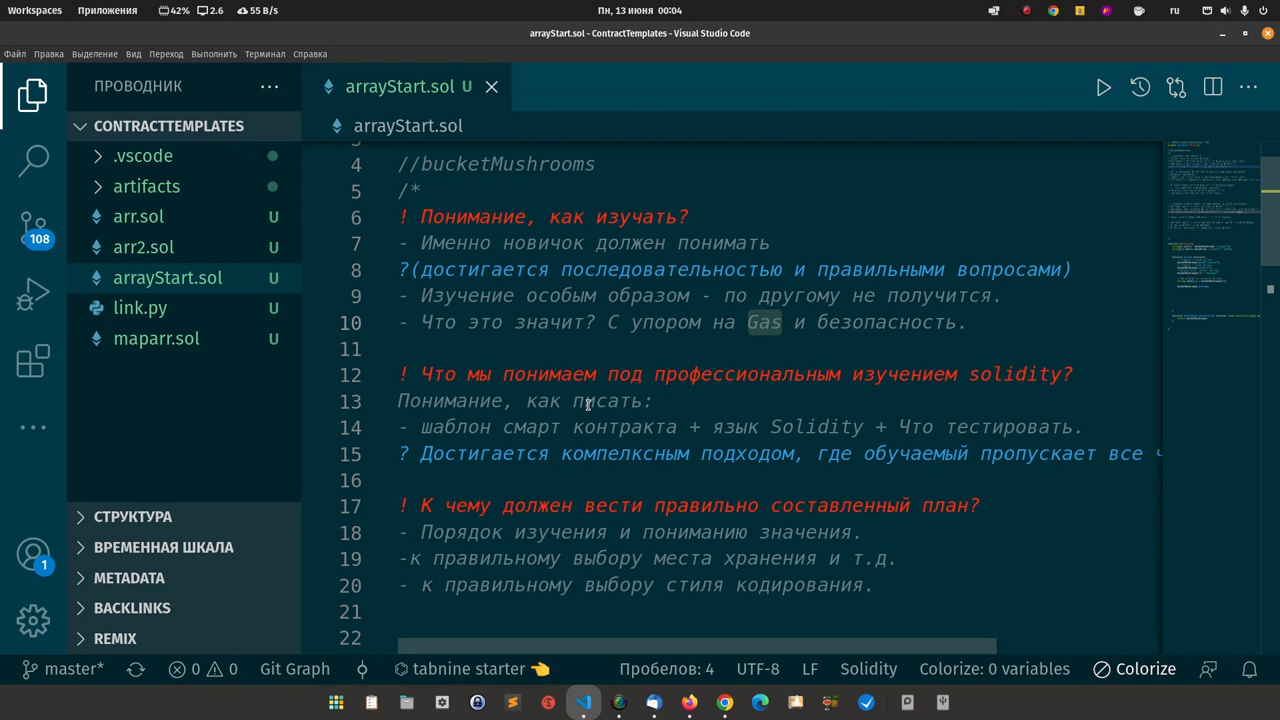 Workspaces Приложения 42% 2.6 55 B/s Пн, 13 июня 00:04 ru
arrayStart.sol - ContractTemplates - Visual Studio Code
Файл Правка Выделение Вид Переход Выполнить Терминал Справка
ПРОВОДНИК
arrayStart.sol U
CONTRACTTEMPLATES
arrayStart.sol
.vscode
artifacts
arr.sol U
arr2.sol U
arrayStart.sol U
link.py U
maparr.sol U
108
4 //bucketMushrooms
5 /*
6 ! Понимание, как изучать?
7 - Именно новичок должен понимать
8 ?(достигается последовательностью и правильными вопросами)
9 - Изучение особым образом - по другому не получится.
10 - Что это значит? С упором на Gas и безопасность.
11
12 ! Что мы понимаем под профессиональным изучением solidity?
13 Понимание, как писать:
14 - шаблон смарт контракта + язык Solidity + Что тестировать.
15 ? Достигается компелксным подходом, где обучаемый пропускает все
16
17 ! К чему должен вести правильно составленный план?
18 - Порядок изучения и пониманию значения.
19 -к правильному выбору места хранения и т.д.
20 - к правильному выбору стиля кодирования.
21
22
СТРУКТУРА
ВРЕМЕННАЯ ШКАЛА
METADATA
BACKLINKS
REMIX
1
master* 0 0 Git Graph tabnine starter Пробелов: 4 UTF-8 LF Solidity Colorize: 0 variables Colorize